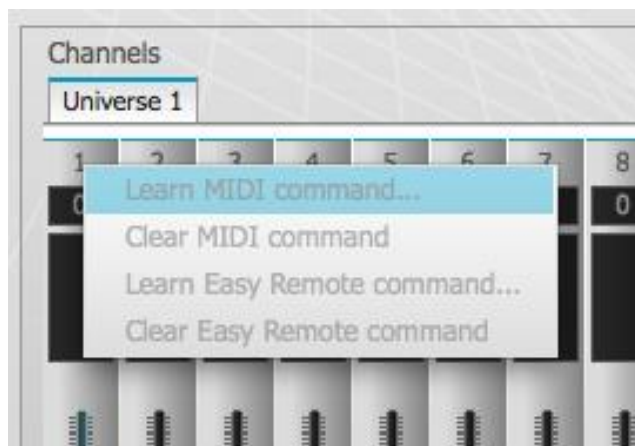 Channels
Universe 1
1 2 3 4 5 6 7 8
0 0
Learn MIDI command...
Clear MIDI command
Learn Easy Remote command...
Clear Easy Remote command